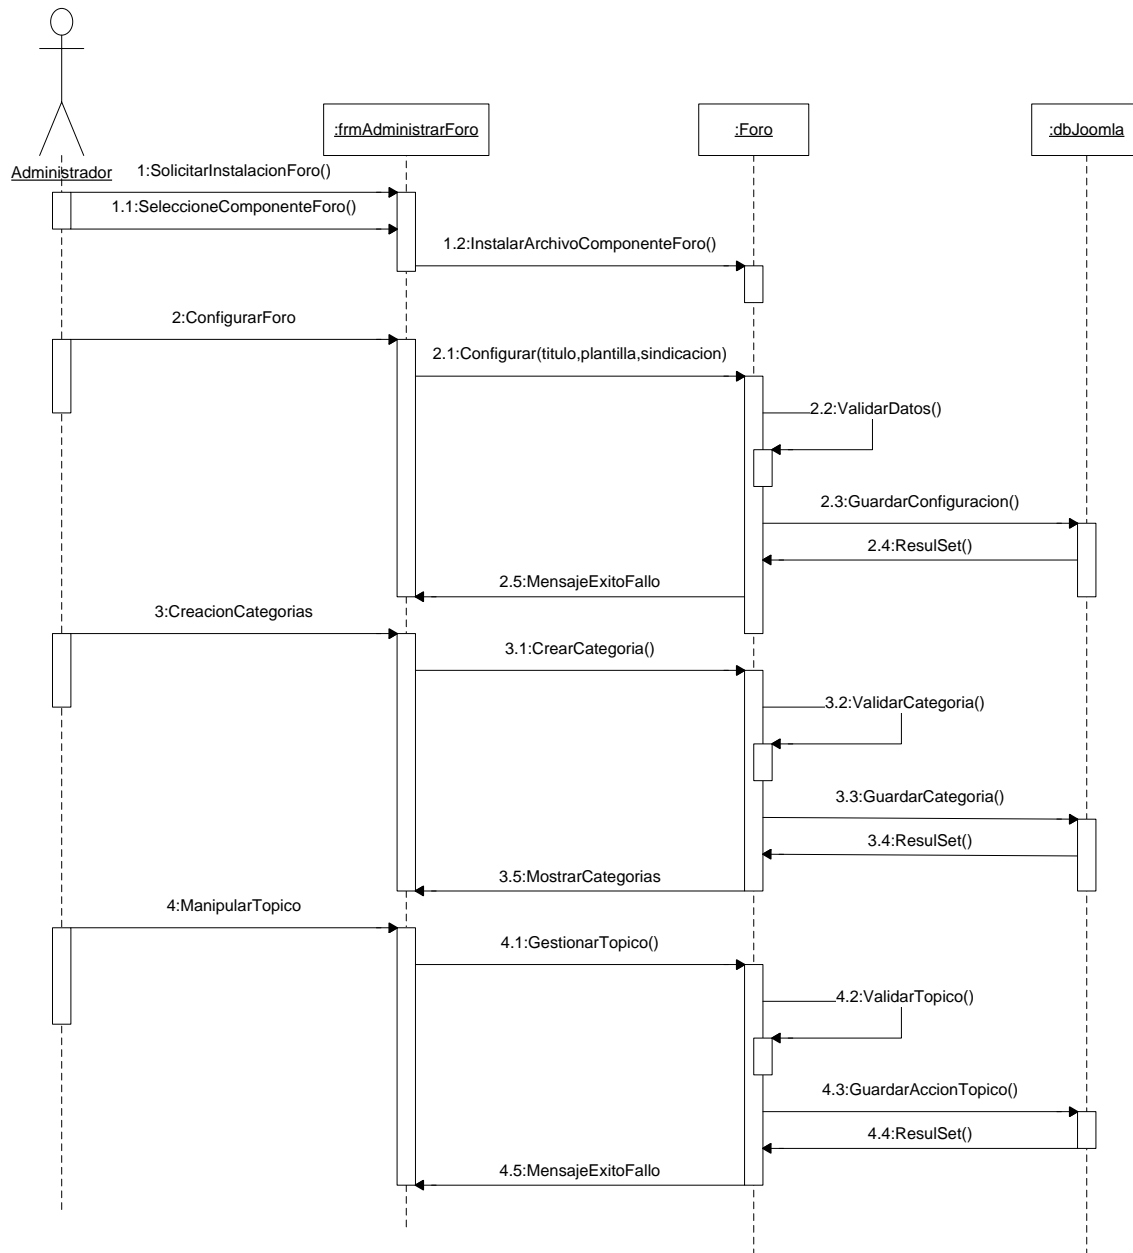 :frmAdministrarForo
:Foro
:dbJoomla
Administrador
1:SolicitarInstalacionForo()
1.1:SeleccioneComponenteForo()
1.2:InstalarArchivoComponenteForo()
2:ConfigurarForo
2.1:Configurar(titulo,plantilla,sindicacion)
2.2:ValidarDatos()
2.3:GuardarConfiguracion()
2.4:ResulSet()
2.5:MensajeExitoFallo
3:CreacionCategorias
3.1:CrearCategoria()
3.2:ValidarCategoria()
3.3:GuardarCategoria()
3.4:ResulSet()
3.5:MostrarCategorias
4:ManipularTopico
4.1:GestionarTopico()
4.2:ValidarTopico()
4.3:GuardarAccionTopico()
4.4:ResulSet()
4.5:MensajeExitoFallo